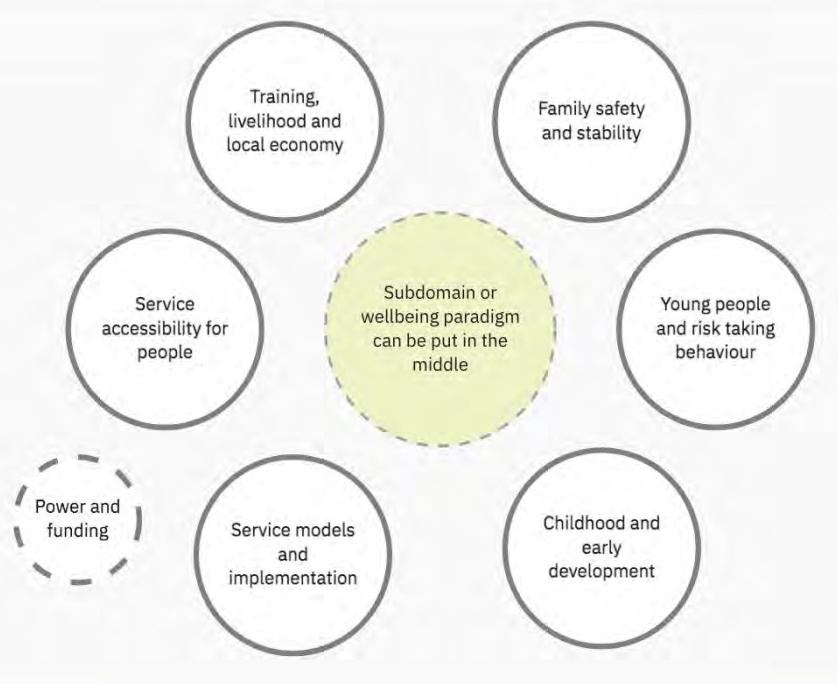 Training,
livelihood and
local economy
Family safety
and stability
Service
accessibility for
people
Subdomain or
wellbeing paradigm
can be put in the
middle
Young people
and risk taking
behaviour
Power and
funding
Service models
and
implementation
Childhood and
early
development